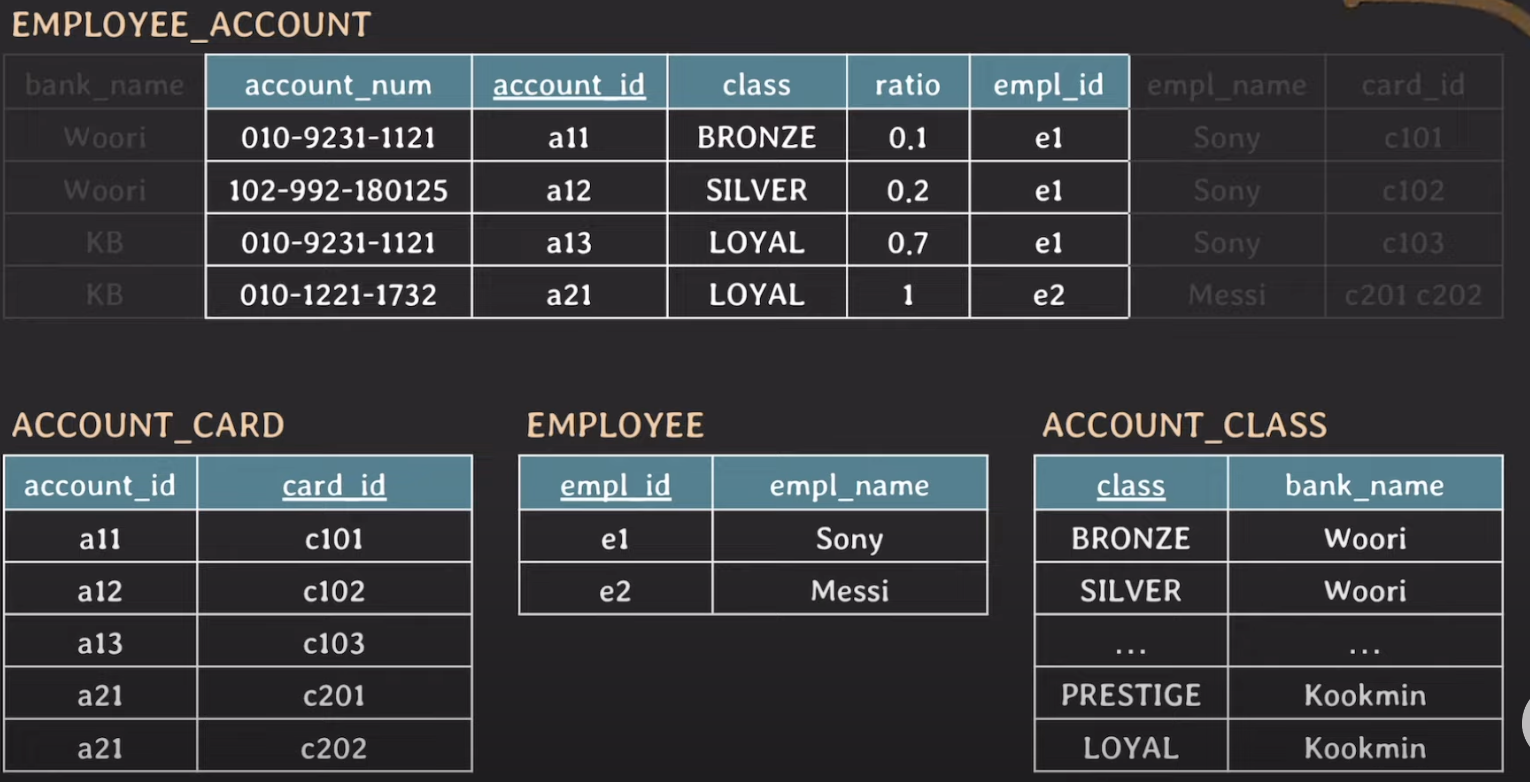 EMPLOYEE_ACCOUNT
bank_name account_num account_id class ratio empl_id empl_name card_id
Woori 010-9231-1121 a11 BRONZE 0.1 e1 Sony c101
Woori 102-992-180125 a12 SILVER 0.2 e1 Sony c102
KB 010-9231-1121 a13 LOYAL 0.7 e1 Sony c103
KB 010-1221-1732 a21 LOYAL 1 e2 Messi c201 c202
ACCOUNT_CARD
account_id card_id
a11 c101
a12 c102
a13 c103
a21 c201
a21 c202
EMPLOYEE
empl_id empl_name
e1 Sony
e2 Messi
ACCOUNT_CLASS
class bank_name
BRONZE Woori
SILVER Woori
... ...
PRESTIGE Kookmin
LOYAL Kookmin